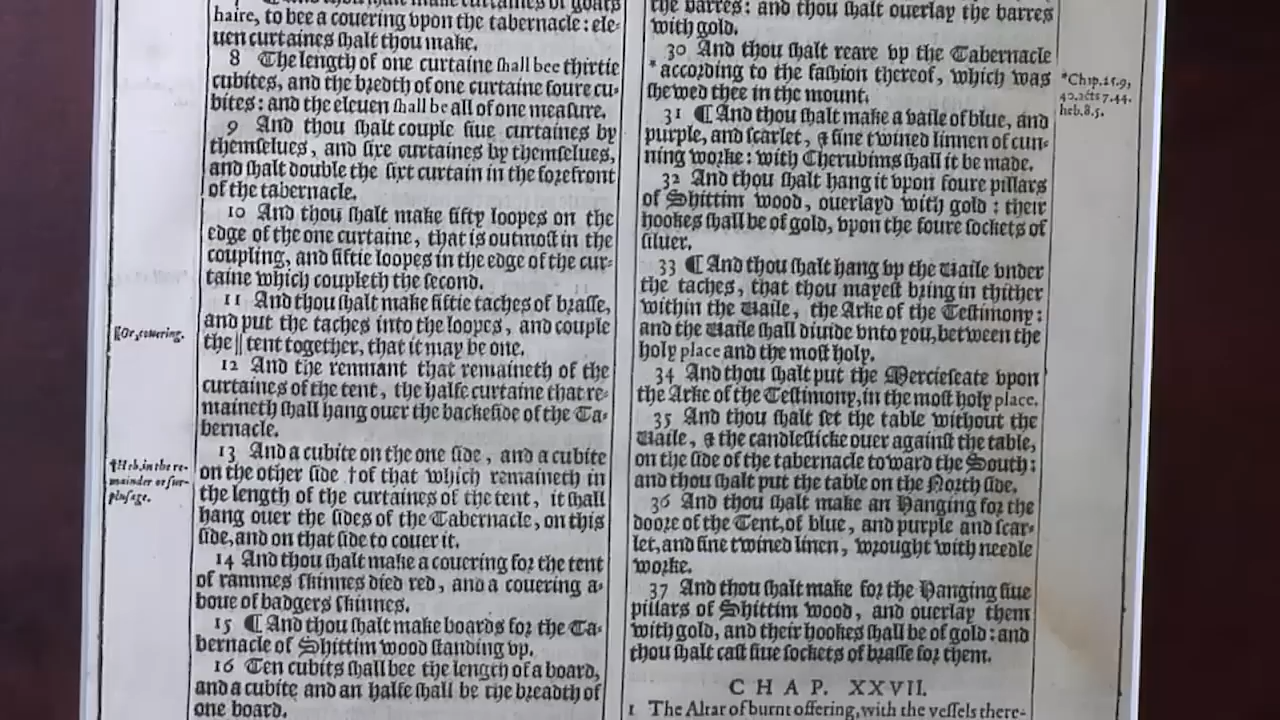 haire, to bee a couering vpon the tabernacle: ele-
uen curtaines shalt thou make.
8 The length of one curtaine shall bee thirtie
cubites, and the bredth of one curtaine foure cu-
bites: and the eleuen shall be all of one measure.
9 And thou shalt couple fiue curtaines by
themselues, and sixe curtaines by themselues,
and shalt double the sixt curtain in the forefront
of the tabernacle.
10 And thou shalt make fifty loopes on the
edge of the one curtaine, that is outmost in the
coupling, and fiftie loopes in the edge of the cur-
taine which coupleth the second.
11 And thou shalt make fiftie taches of brasse,
and put the taches into the loopes, and couple
the || tent together, that it may be one.
||Or, couering.
12 And the remnant that remaineth of the
curtaines of the tent, the halfe curtaine that re-
maineth shall hang ouer the backeside of the Ta-
bernacle.
13 And a cubite on the one side, and a cubite
on the other side † of that which remaineth in
the length of the curtaines of the tent, it shall
hang ouer the sides of the Tabernacle, on this
side, and on that side to couer it.
†Heb. in the re-
mainder or sur-
plusage.
14 And thou shalt make a couering for the tent
of rammes skinnes died red, and a couering a-
boue of badgers skinnes.
15 ¶ And thou shalt make boards for the Ta-
bernacle of Shittim wood standing vp.
16 Ten cubits shall bee the length of a board,
and a cubite and an halfe shall be the breadth of
one board.
the barres: and thou shalt ouerlay the barres
with gold.
30 And thou shalt reare vp the Tabernacle
* according to the fashion thereof, which was
shewed thee in the mount.
*Chap. 25.9,
40. acts 7.44.
heb. 8.5.
31 ¶ And thou shalt make a vaile of blue, and
purple, and scarlet, & fine twined linnen of cun-
ning worke: with Cherubims shall it be made.
32 And thou shalt hang it vpon foure pillars
of Shittim wood, ouerlayd with gold: their
hookes shall be of gold, vpon the foure sockets of
siluer.
33 ¶ And thou shalt hang vp the Vaile vnder
the taches, that thou mayest bring in thither
within the Vaile, the Arke of the Testimony:
and the Vaile shall diuide vnto you, between the
holy place and the most holy.
34 And thou shalt put the Mercieseate vpon
the Arke of the Testimony, in the most holy place.
35 And thou shalt set the table without the
Vaile, & the candlesticke ouer against the table,
on the side of the tabernacle toward the South:
and thou shalt put the table on the North side.
36 And thou shalt make an Hanging for the
doore of the Tent, of blue, and purple and scar-
let, and fine twined linen, wrought with needle
worke.
37 And thou shalt make for the Hanging fiue
pillars of Shittim wood, and ouerlay them
with gold, and their hookes shall be of gold: and
thou shalt cast fiue sockets of brasse for them.
CHAP. XXVII.
1 The Altar of burnt offering, with the vessels there-